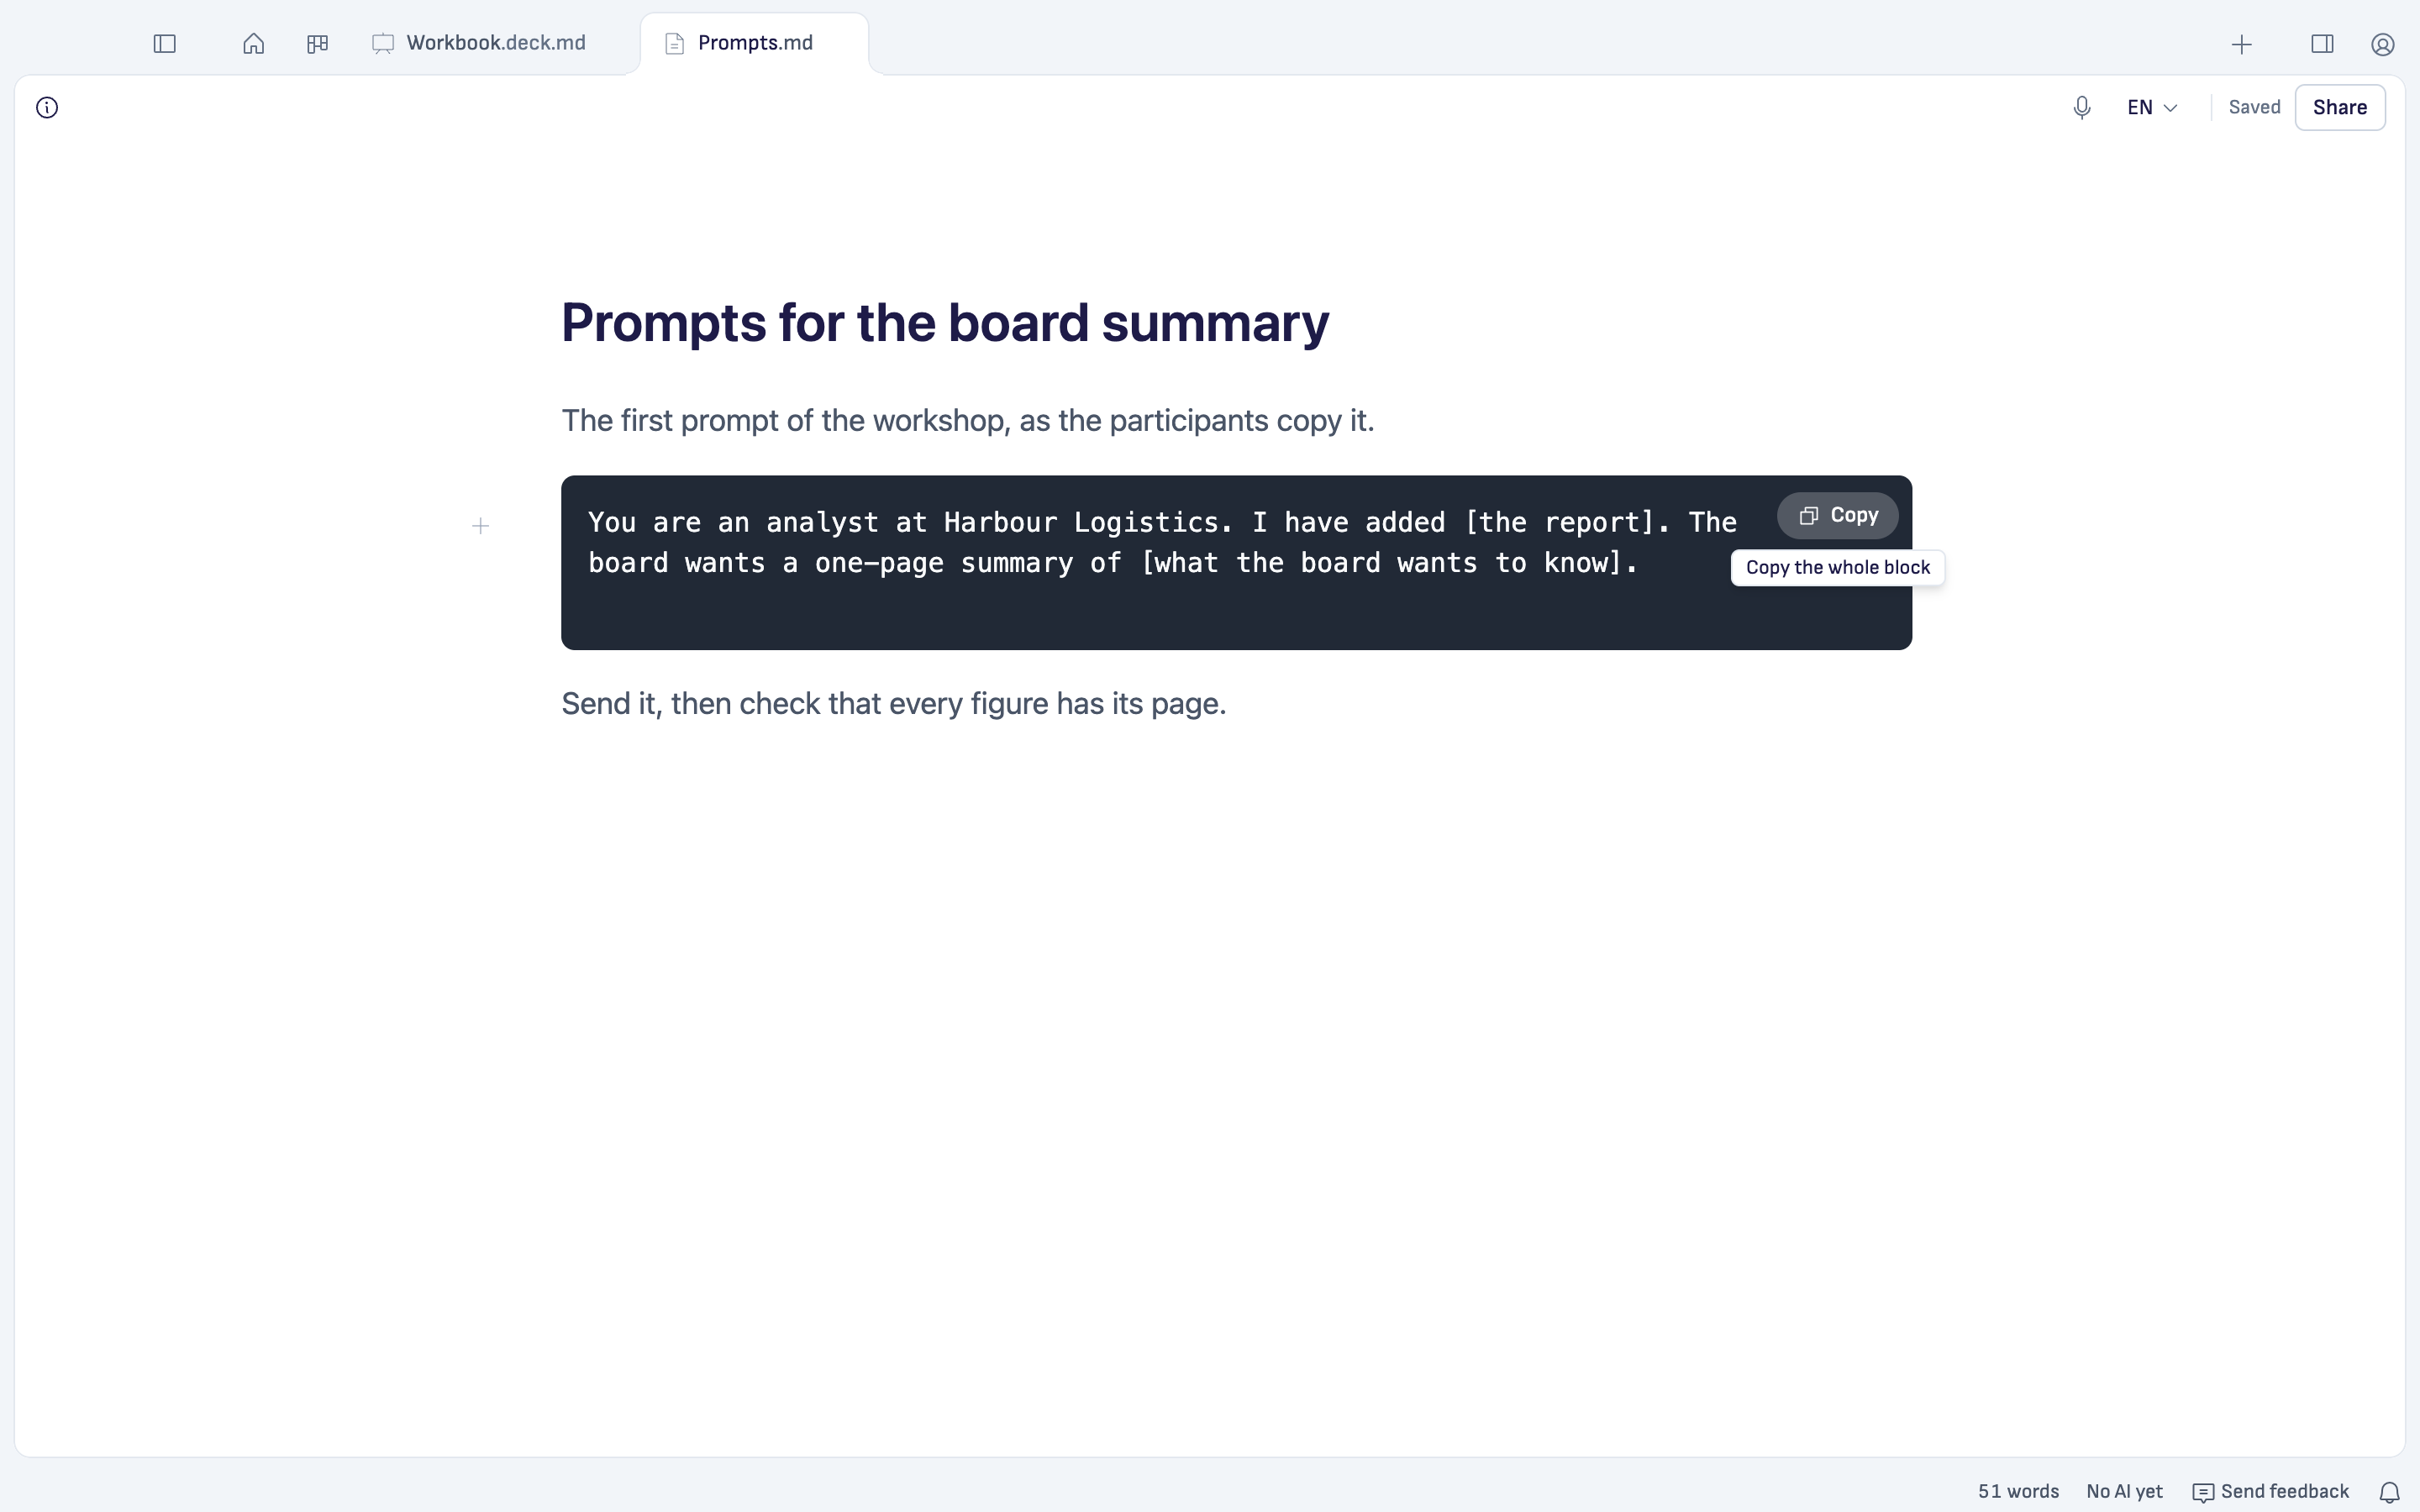 Workbook.deck.md
Prompts.md
EN
Saved
Share
Prompts for the board summary
The first prompt of the workshop, as the participants copy it.
You are an analyst at Harbour Logistics. I have added [the report]. The
Copy
board wants a one-page summary of [what the board wants to know].
Copy the whole block
Send it, then check that every figure has its page.
51 words
No AI yet
Send feedback